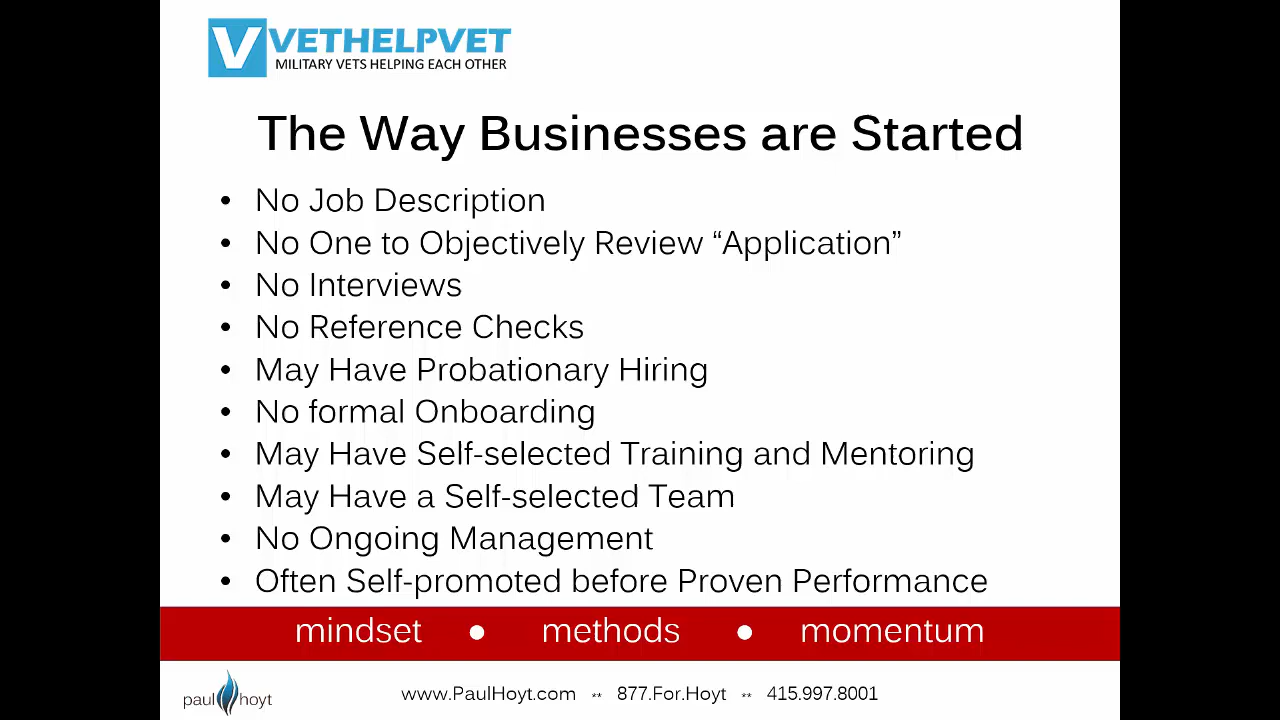 V VETHELPVET
MILITARY VETS HELPING EACH OTHER
The Way Businesses are Started
• No Job Description
• No One to Objectively Review “Application”
• No Interviews
• No Reference Checks
• May Have Probationary Hiring
• No formal Onboarding
• May Have Self-selected Training and Mentoring
• May Have a Self-selected Team
• No Ongoing Management
• Often Self-promoted before Proven Performance
mindset • methods • momentum
paul hoyt
www.PaulHoyt.com ** 877.For.Hoyt ** 415.997.8001